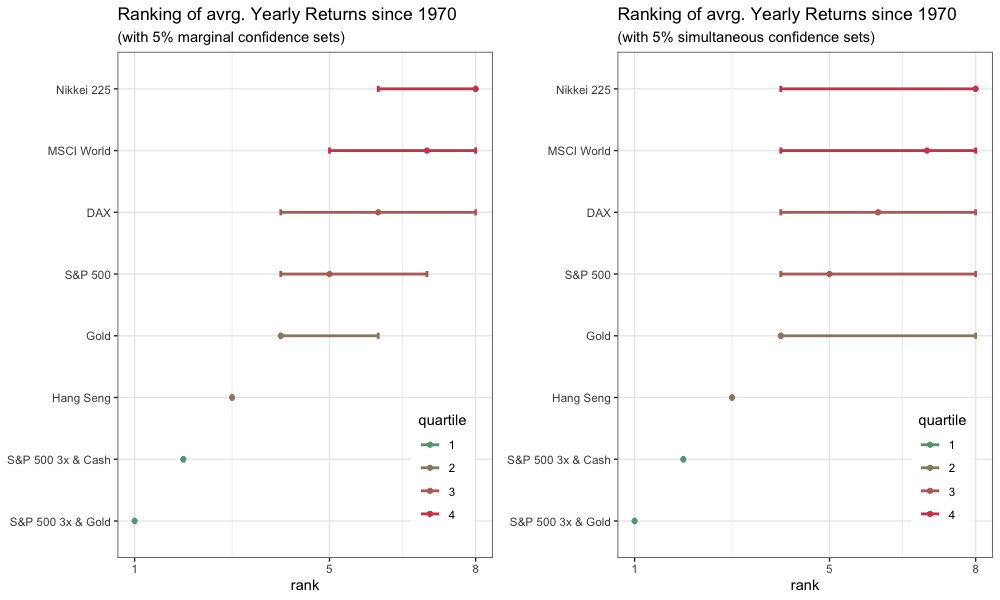 Ranking of avrg. Yearly Returns since 1970
(with 5% marginal confidence sets)
Nikkei 225
MSCI World
DAX
S&P 500
Gold
Hang Seng
S&P 500 3x & Cash
S&P 500 3x & Gold
quartile
1
2
3
4
1
5
8
rank
Ranking of avrg. Yearly Returns since 1970
(with 5% simultaneous confidence sets)
Nikkei 225
MSCI World
DAX
S&P 500
Gold
Hang Seng
S&P 500 3x & Cash
S&P 500 3x & Gold
quartile
1
2
3
4
1
5
8
rank